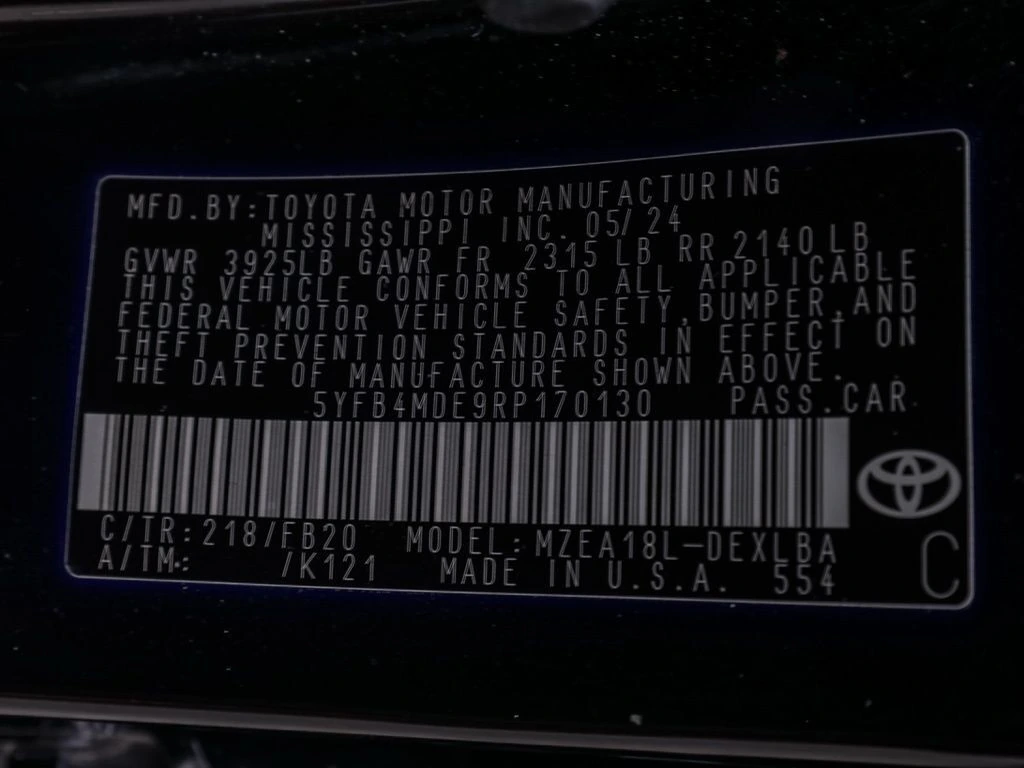 MFD.BY:TOYOTA MOTOR MANUFACTURING
MISSISSIPPI INC. 05/24
GVWR 3925LB GAWR FR 2315 LB RR 2140 LB
THIS VEHICLE CONFORMS TO ALL APPLICABLE
FEDERAL MOTOR VEHICLE SAFETY,BUMPER,AND
THEFT PREVENTION STANDARDS IN EFFECT ON
THE DATE OF MANUFACTURE SHOWN ABOVE.
5YFB4MDE9RP170130 PASS.CAR
C/TR:218/FB20 MODEL:MZEA18L-DEXLBA
A/TM: /K121 MADE IN U.S.A. 554
C